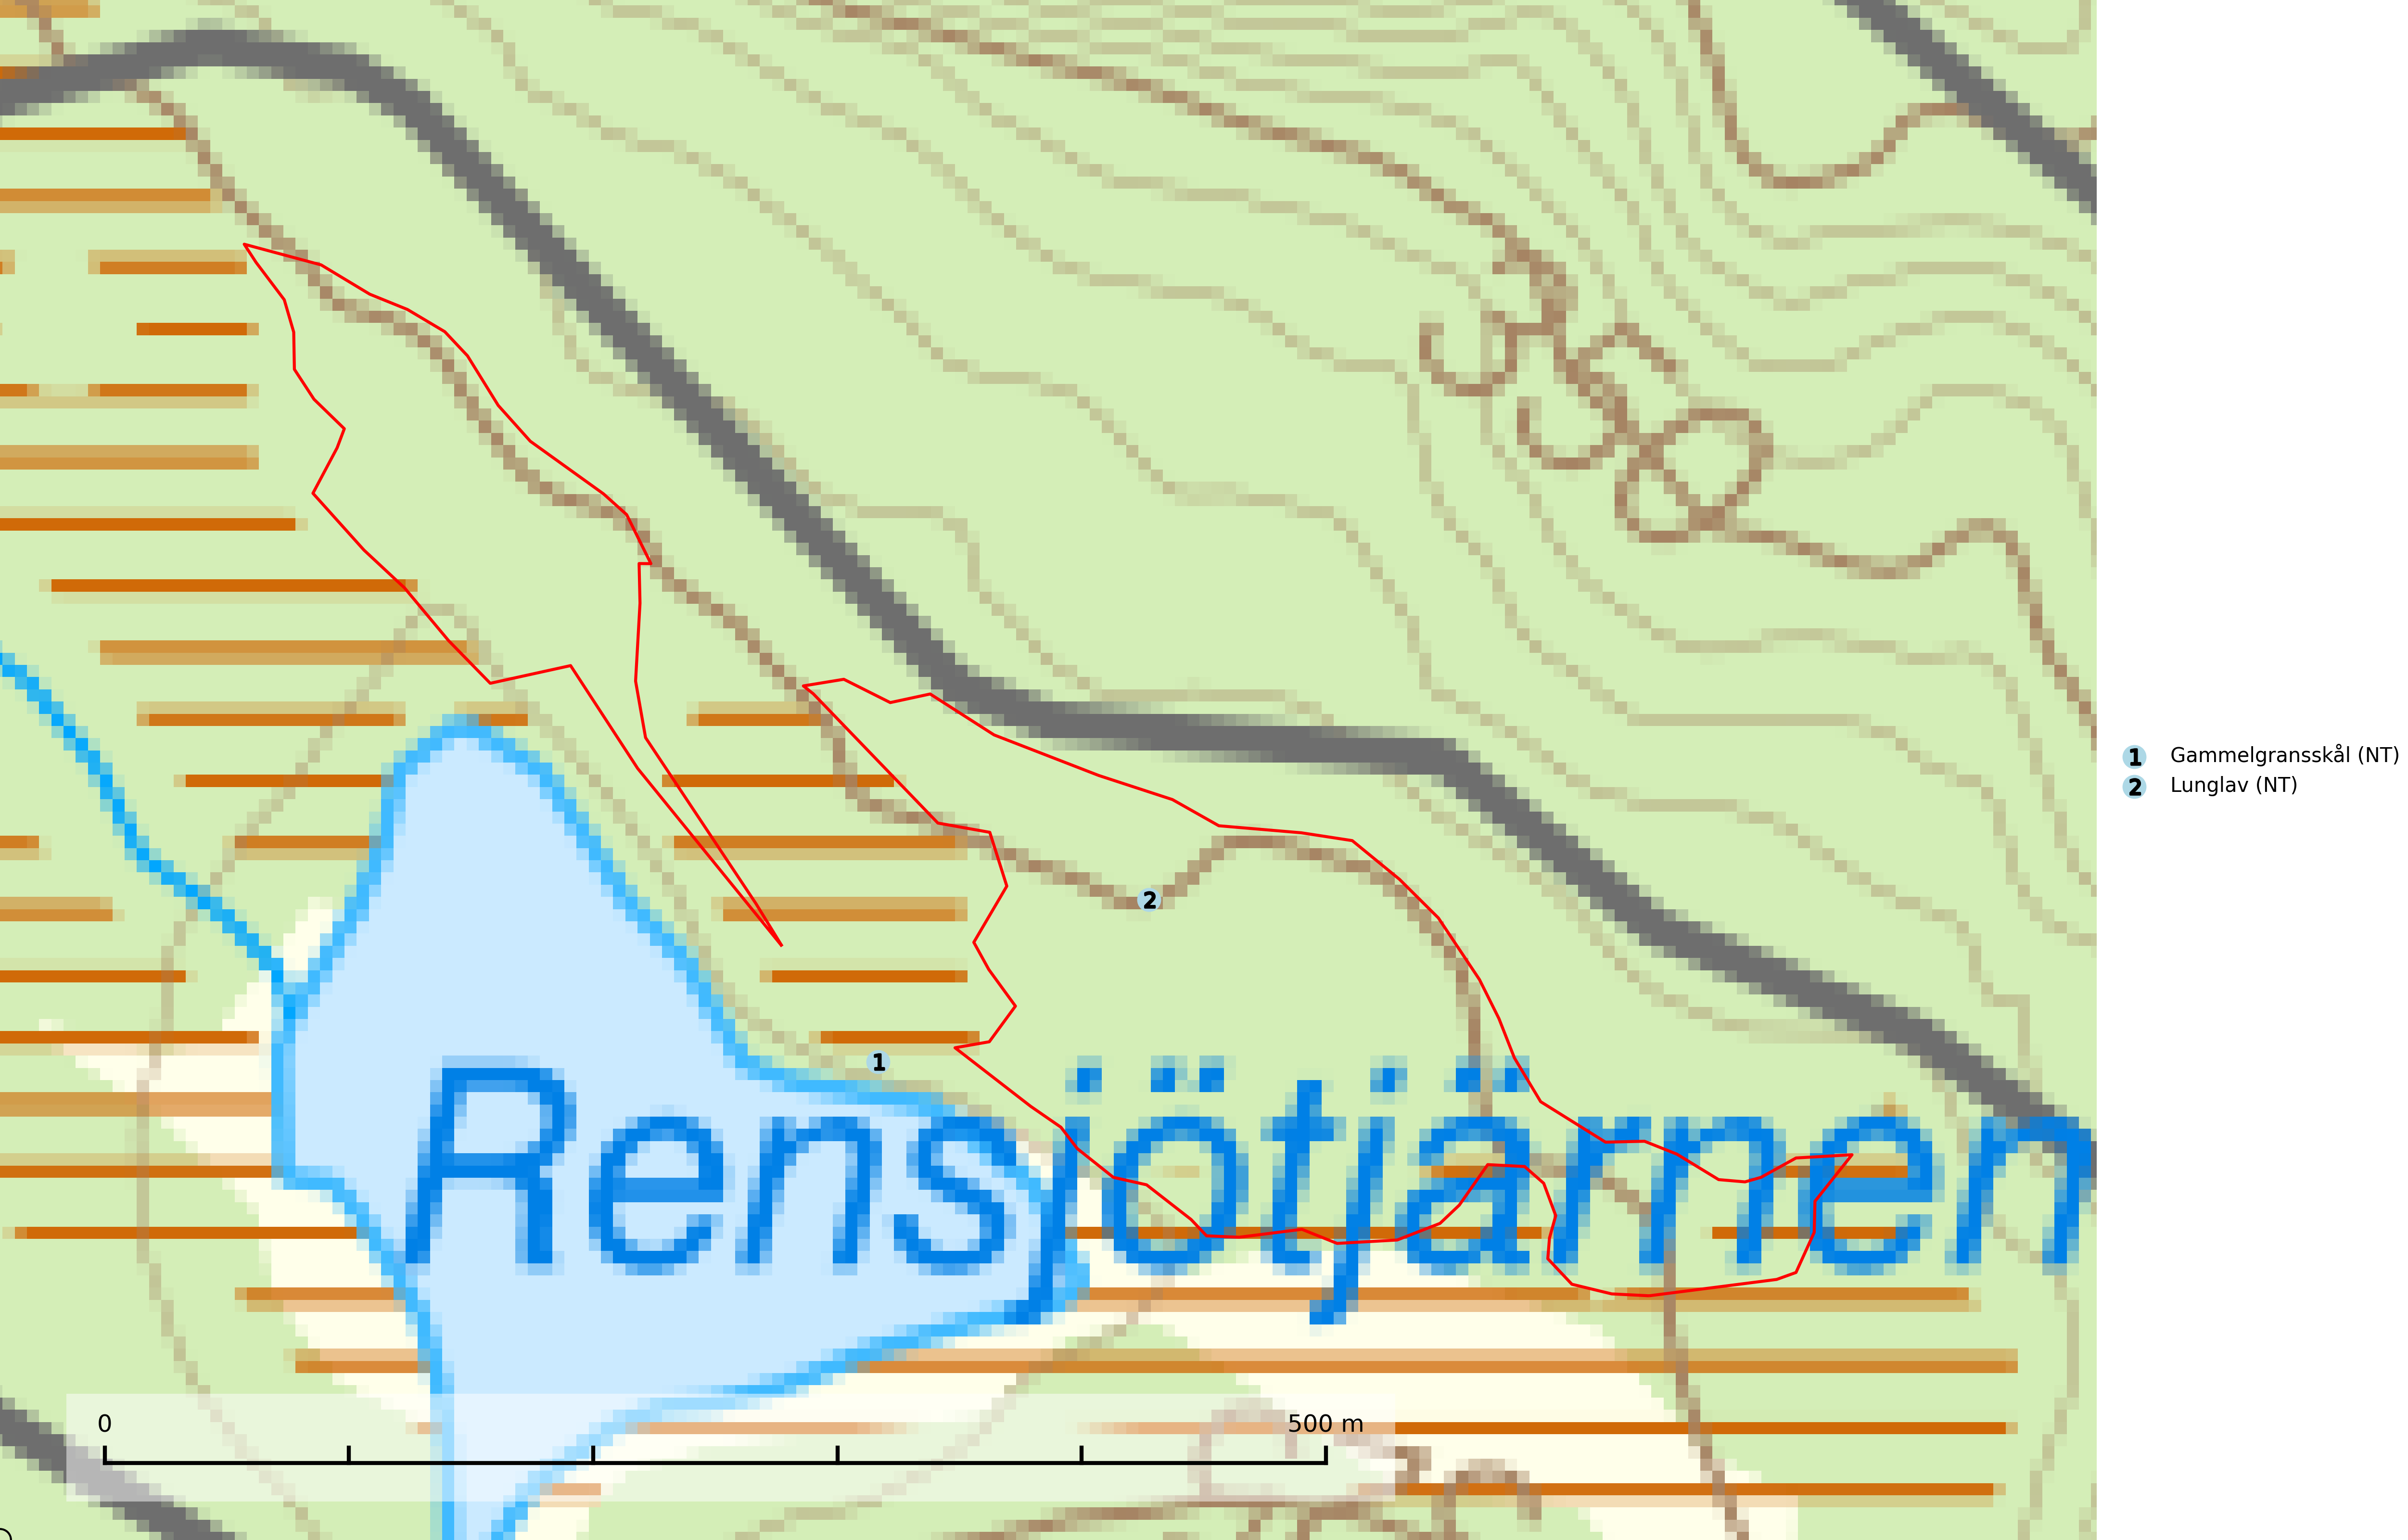 1 Gammelgransskål (NT)
2 Lunglav (NT)
2
1
Rensjötjärnen
0 500 m